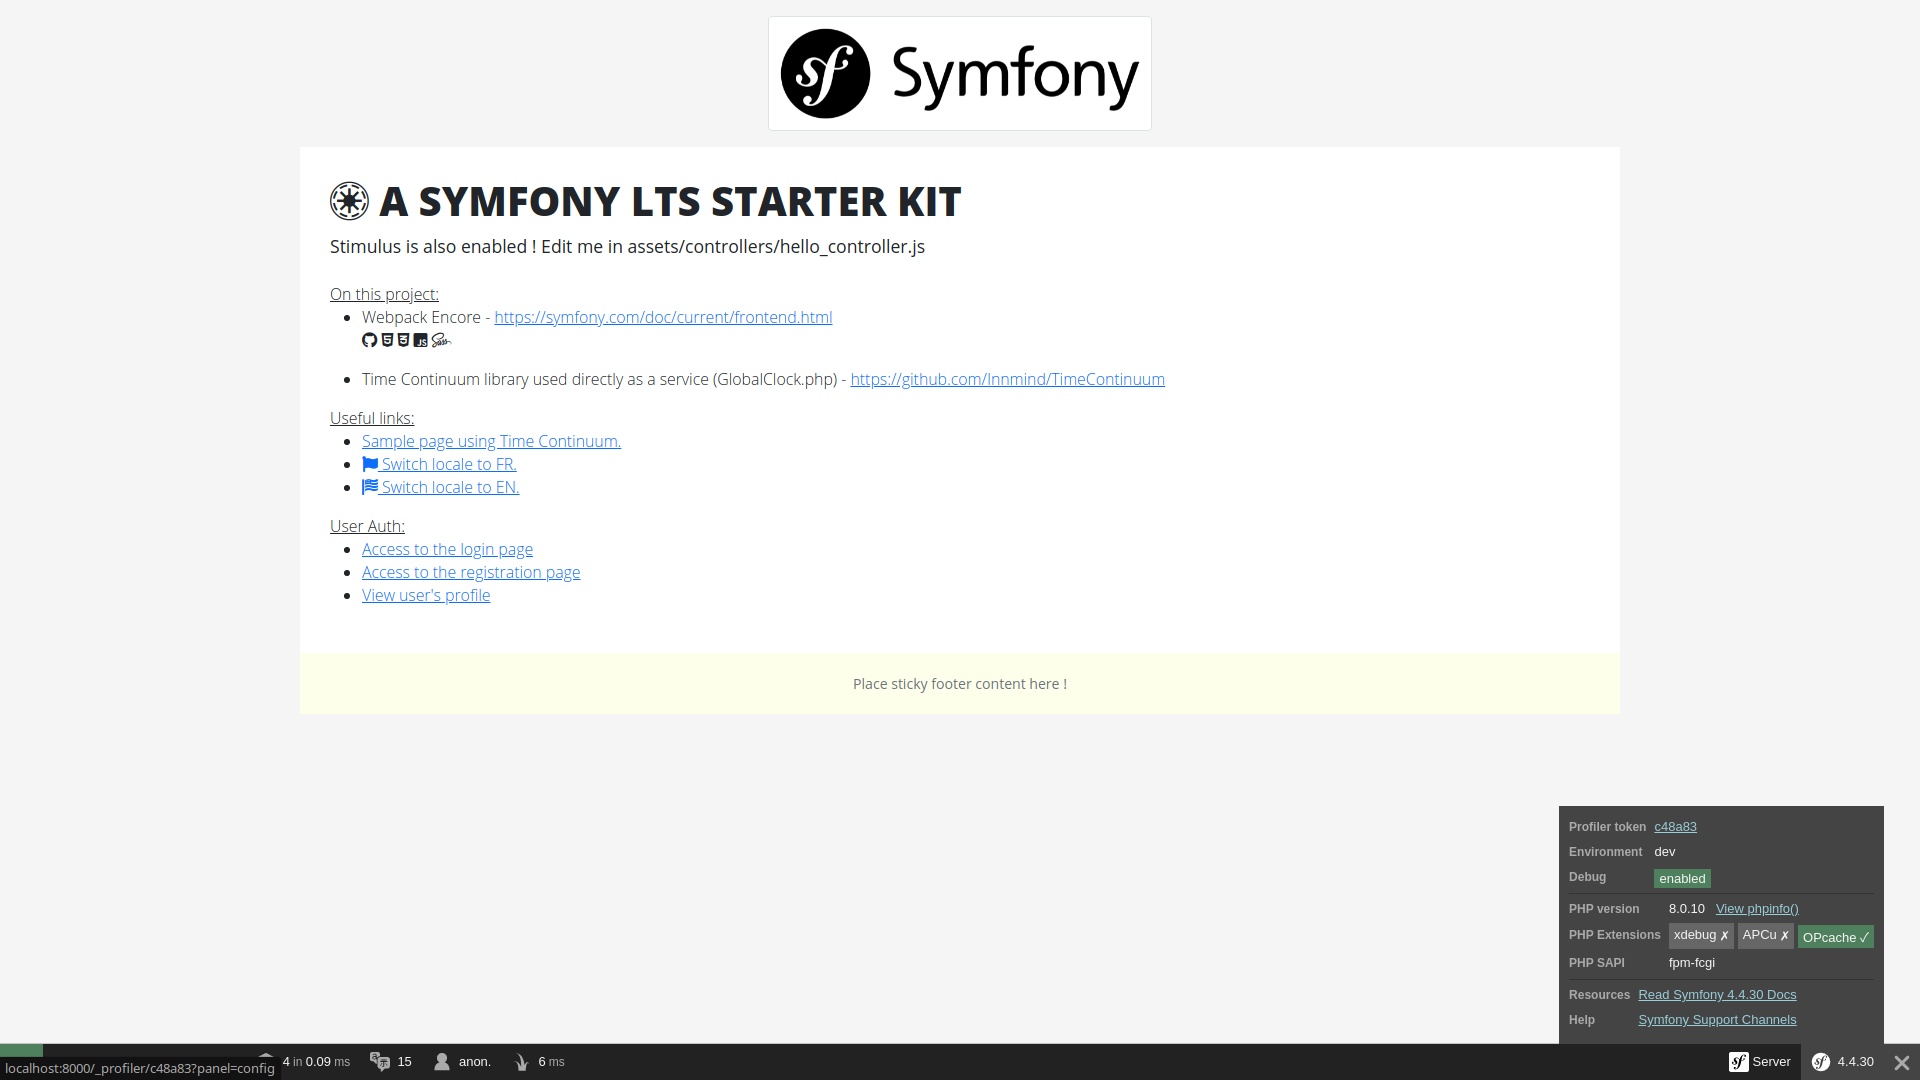 sf Symfony
A SYMFONY LTS STARTER KIT
Stimulus is also enabled ! Edit me in assets/controllers/hello_controller.js
On this project:
Webpack Encore - https://symfony.com/doc/current/frontend.html
JS Sass
Time Continuum library used directly as a service (GlobalClock.php) - https://github.com/Innmind/TimeContinuum
Useful links:
Sample page using Time Continuum.
Switch locale to FR.
Switch locale to EN.
User Auth:
Access to the login page
Access to the registration page
View user's profile
Place sticky footer content here !
Profiler token c48a83
Environment dev
Debug enabled
PHP version 8.0.10 View phpinfo()
PHP Extensions xdebug ✗ APCu ✗ OPcache ✓
PHP SAPI fpm-fcgi
Resources Read Symfony 4.4.30 Docs
Help Symfony Support Channels
4 in 0.09 ms 15 anon. 6 ms sf Server sf 4.4.30
localhost:8000/_profiler/c48a83?panel=config